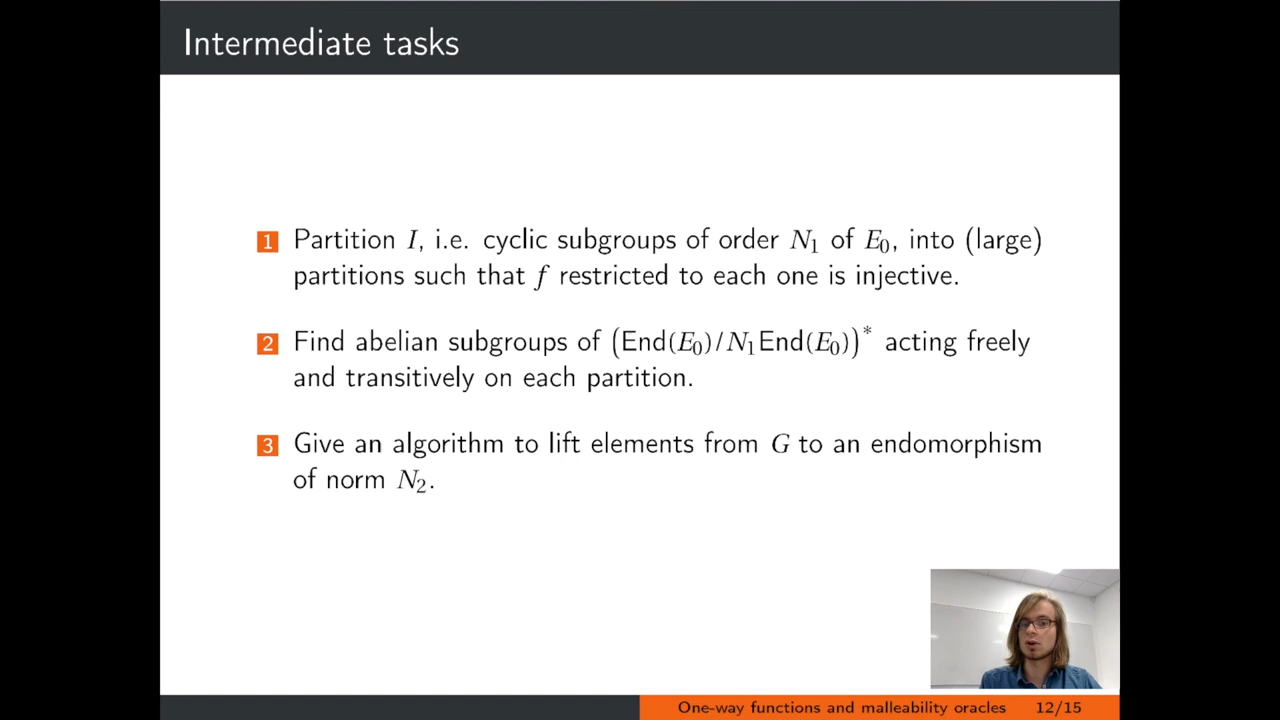 Intermediate tasks
1 Partition I, i.e. cyclic subgroups of order N₁ of E₀, into (large)
partitions such that f restricted to each one is injective.
2 Find abelian subgroups of (End(E₀)/N₁End(E₀))* acting freely
and transitively on each partition.
3 Give an algorithm to lift elements from G to an endomorphism
of norm N₂.
One-way functions and malleability oracles 12/15